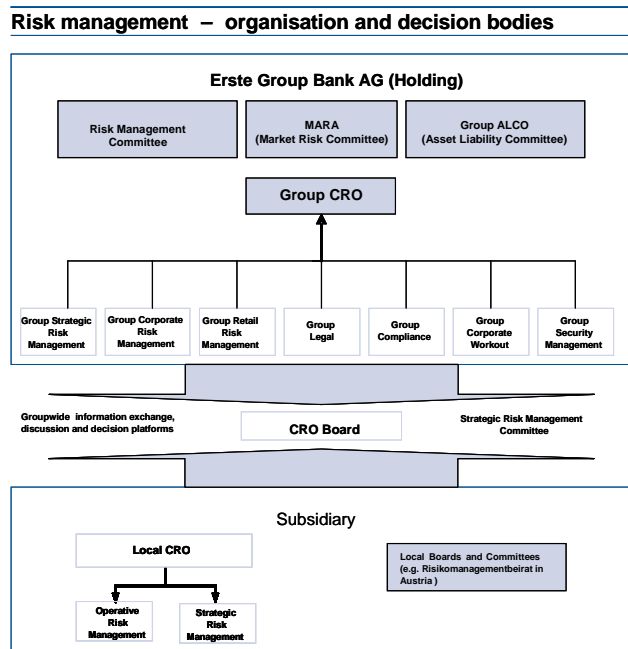 Risk management – organisation and decision bodies
Erste Group Bank AG (Holding)
Risk Management
Committee
MARA
(Market Risk Committee)
Group ALCO
(Asset Liability Committee)
Group CRO
Group Strategic
Risk
Management
Group Corporate
Risk
Management
Group Retail
Risk
Management
Group
Legal
Group
Compliance
Group
Corporate
Workout
Group
Security
Management
Groupwide information exchange,
discussion and decision platforms
CRO Board
Strategic Risk Management
Committee
Subsidiary
Local CRO
Local Boards and Committees
(e.g. Risikomanagementbeirat in
Austria )
Operative
Risk
Management
Strategic
Risk
Management